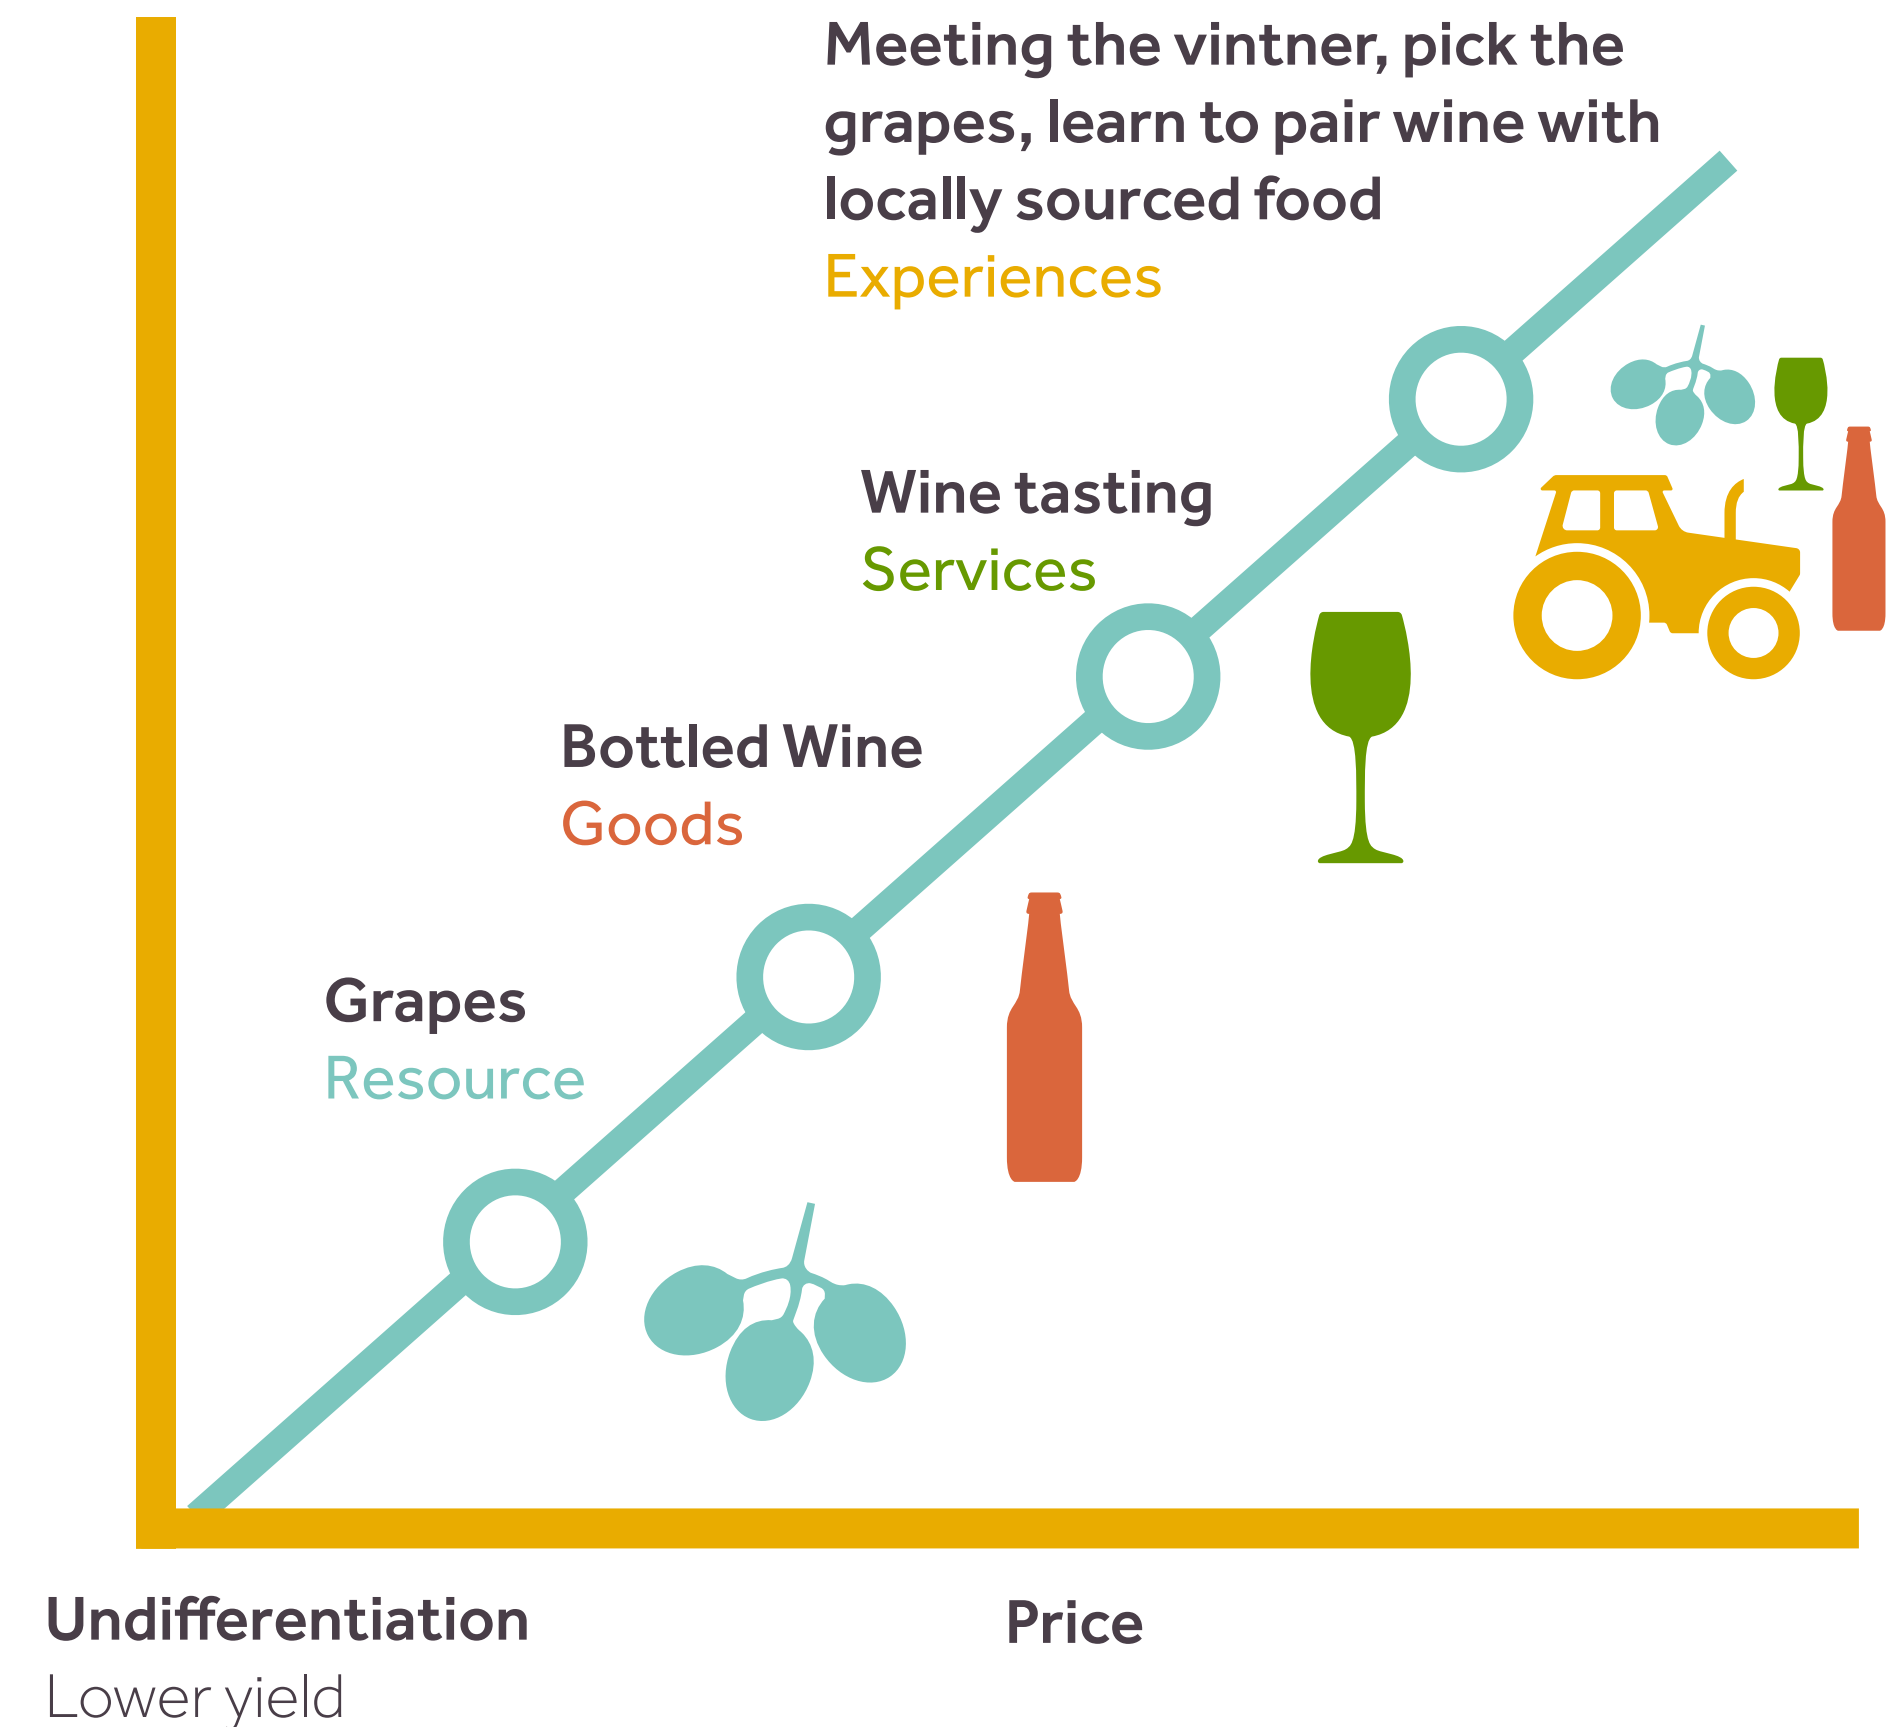 Meeting the vintner, pick the
grapes, learn to pair wine with
locally sourced food
Experiences
Wine tasting
Services
Bottled Wine
Goods
Grapes
Resource
Undifferentiation
Lower yield
Price